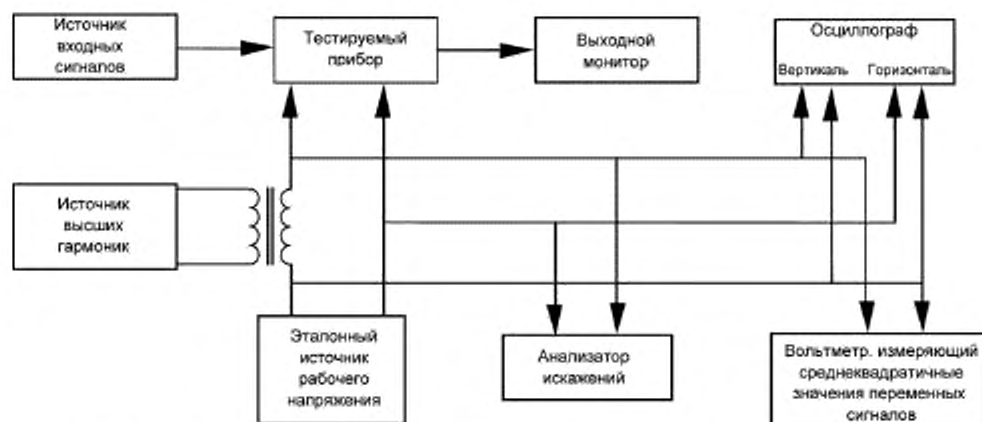 Источник
входных
сигналов
Тестируемый
прибор
Выходной
монитор
Осциллограф
Вертикаль Горизонталь
Источник
высших
гармоник
Эталонный
источник
рабочего
напряжения
Анализатор
искажений
Вольтметр. измеряющий
среднеквадратичные
значения переменных
сигналов